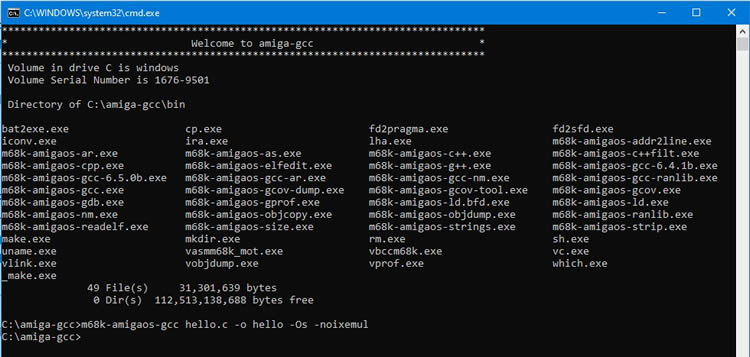 C:\WINDOWS\system32\cmd.exe
*******************************************************************************
* Welcome to amiga-gcc *
*******************************************************************************
Volume in drive C is windows
Volume Serial Number is 1676-9501
Directory of C:\amiga-gcc\bin
bat2exe.exe cp.exe fd2pragma.exe fd2sfd.exe
iconv.exe ira.exe lha.exe m68k-amigaos-addr2line.exe
m68k-amigaos-ar.exe m68k-amigaos-as.exe m68k-amigaos-c++.exe m68k-amigaos-c++filt.exe
m68k-amigaos-cpp.exe m68k-amigaos-elfedit.exe m68k-amigaos-g++.exe m68k-amigaos-gcc-6.4.1b.exe
m68k-amigaos-gcc-6.5.0b.exe m68k-amigaos-gcc-ar.exe m68k-amigaos-gcc-nm.exe m68k-amigaos-gcc-ranlib.exe
m68k-amigaos-gcc.exe m68k-amigaos-gcov-dump.exe m68k-amigaos-gcov-tool.exe m68k-amigaos-gcov.exe
m68k-amigaos-gdb.exe m68k-amigaos-gprof.exe m68k-amigaos-ld.bfd.exe m68k-amigaos-ld.exe
m68k-amigaos-nm.exe m68k-amigaos-objcopy.exe m68k-amigaos-objdump.exe m68k-amigaos-ranlib.exe
m68k-amigaos-readelf.exe m68k-amigaos-size.exe m68k-amigaos-strings.exe m68k-amigaos-strip.exe
make.exe mkdir.exe rm.exe sh.exe
uname.exe vasmm68k_mot.exe vbccm68k.exe vc.exe
vlink.exe vobjdump.exe vprof.exe which.exe
_make.exe
49 File(s) 31,301,639 bytes
0 Dir(s) 112,513,138,688 bytes free
C:\amiga-gcc>m68k-amigaos-gcc hello.c -o hello -Os -noixemul
C:\amiga-gcc>